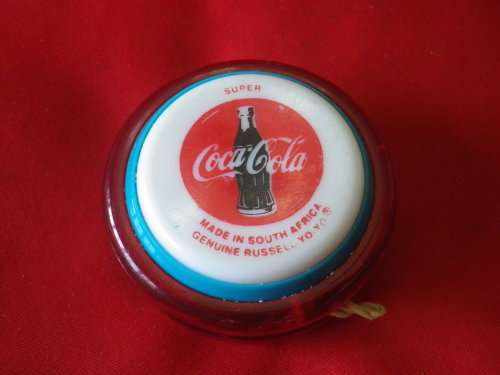 SUPER
Coca-Cola
MADE IN SOUTH AFRICA
GENUINE RUSSELL YO-YO®